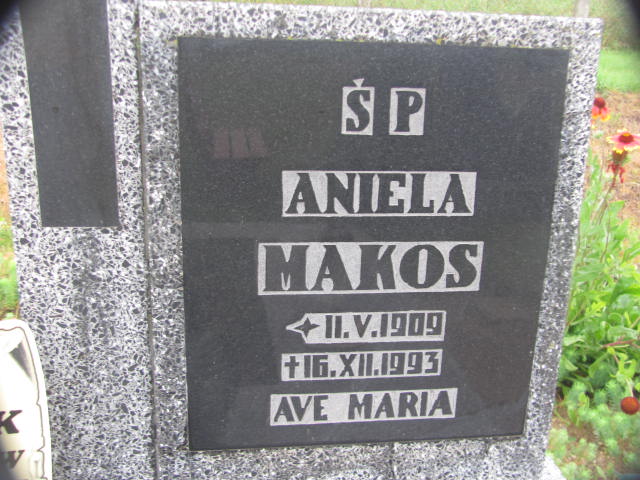 Ś P
ANIELA
MAKOS
11.V.1909
†16.XII.1993
AVE MARIA
K
W